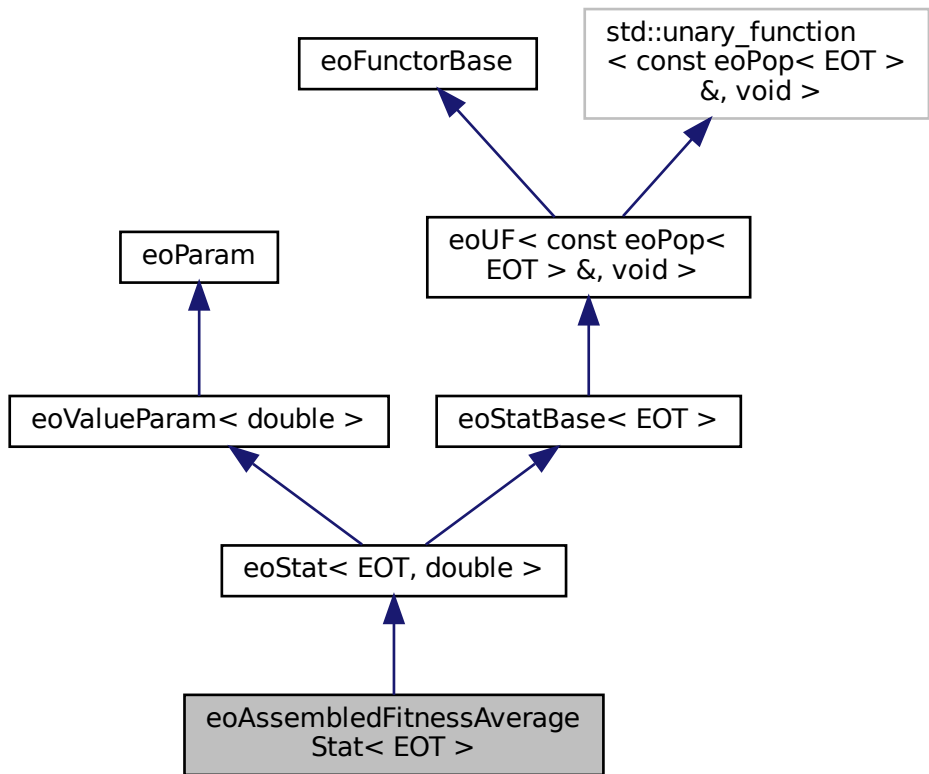 std::unary_function
< const eoPop< EOT >
&, void >
eoFunctorBase
eoUF< const eoPop<
EOT > &, void >
eoParam
eoValueParam< double >
eoStatBase< EOT >
eoStat< EOT, double >
eoAssembledFitnessAverage
Stat< EOT >